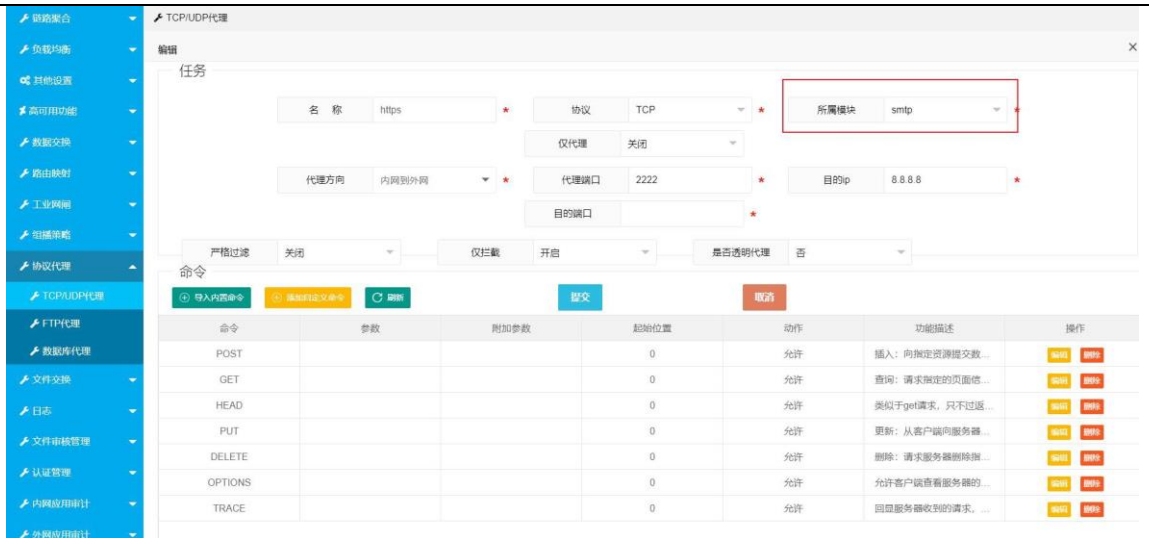 链路聚合
负载均衡
其他设置
高可用功能
数据交换
路由映射
工业网闸
组播策略
协议代理
TCP/UDP代理
FTP代理
数据库代理
文件交换
日志
文件审核管理
认证管理
内网应用审计
外网应用审计
TCP/UDP代理
编辑 ×
任务
名 称 https * 协议 TCP * 所属模块 smtp *
仅代理 关闭
代理方向 内网到外网 * 代理端口 2222 * 目的ip 8.8.8.8 *
目的端口 *
严格过滤 关闭 仅拦截 开启 是否透明代理 否
命令
导入内置命令 添加自定义命令 刷新 提交 取消
命令 参数 附加参数 起始位置 动作 功能描述 操作
POST 0 允许 插入：向指定资源提交数... 编辑 删除
GET 0 允许 查询：请求指定的页面信... 编辑 删除
HEAD 0 允许 类似于get请求，只不过返... 编辑 删除
PUT 0 允许 更新：从客户端向服务器... 编辑 删除
DELETE 0 允许 删除：请求服务器删除指... 编辑 删除
OPTIONS 0 允许 允许客户端查看服务器的... 编辑 删除
TRACE 0 允许 回显服务器收到的请求，... 编辑 删除